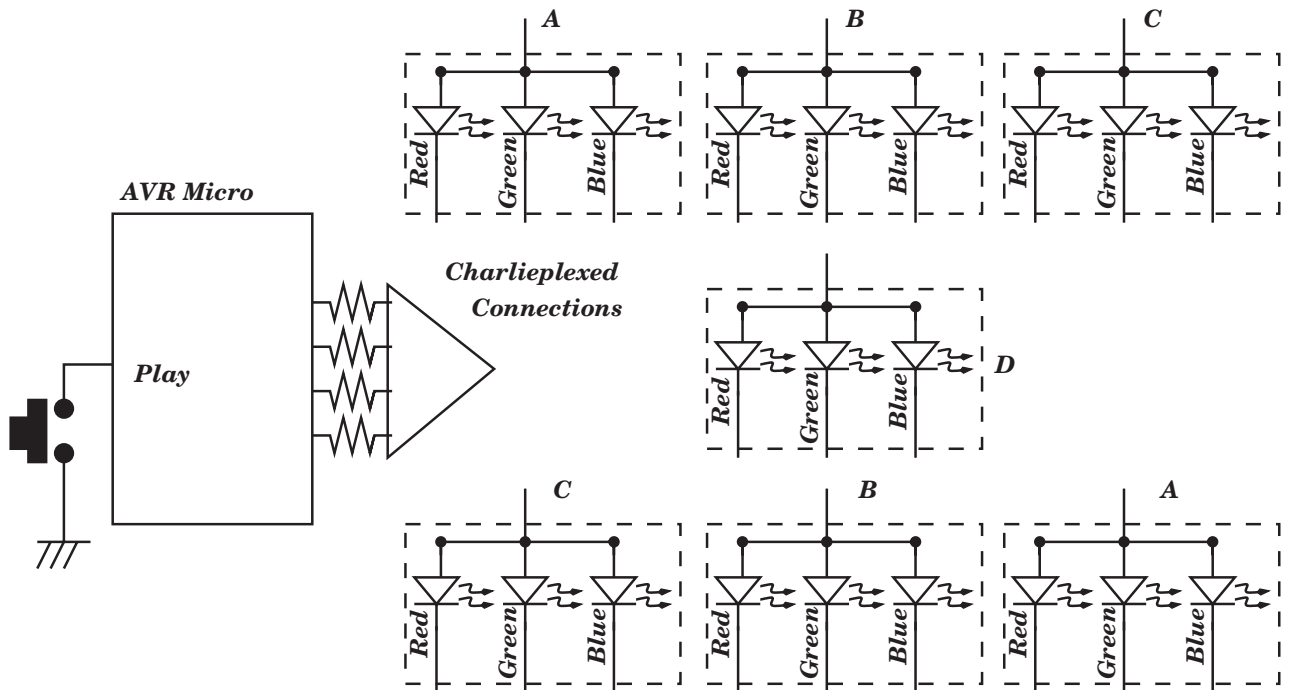 A
B
C
Red
Green
Blue
Red
Green
Blue
Red
Green
Blue
AVR Micro
Charlieplexed
Connections
Play
Red
Green
Blue
D
C
B
A
Red
Green
Blue
Red
Green
Blue
Red
Green
Blue